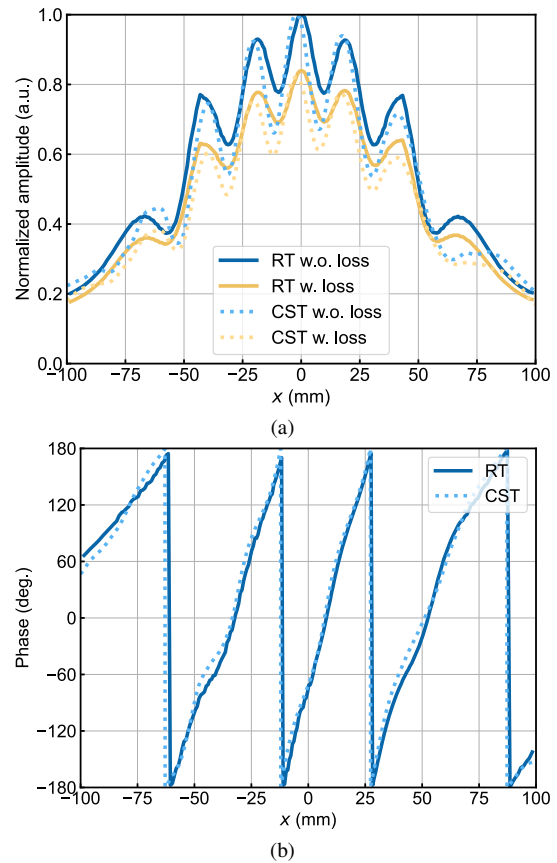 Normalized amplitude (a.u.)
1.0
0.8
0.6
0.4
0.2
0.0
RT w.o. loss
RT w. loss
CST w.o. loss
CST w. loss
−100 −75 −50 −25 0 25 50 75 100
x (mm)
(a)
Phase (deg.)
180
120
60
0
−60
−120
−180
RT
CST
−100 −75 −50 −25 0 25 50 75 100
x (mm)
(b)